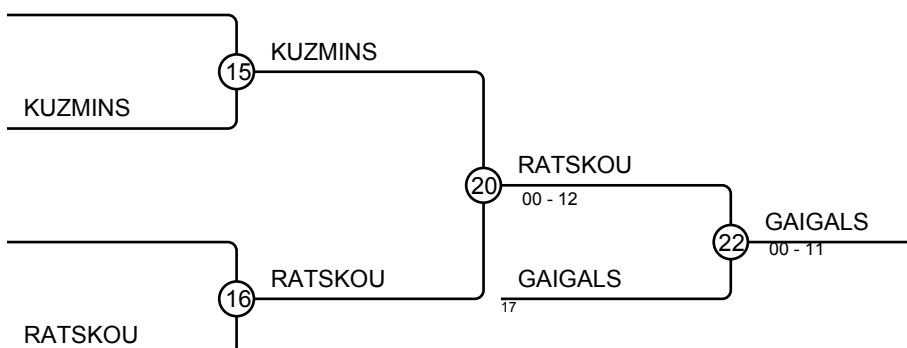 KUZMINS
15
KUZMINS
RATSKOU
20
00 - 12
GAIGALS
22
00 - 11
RATSKOU
GAIGALS
16
17
RATSKOU